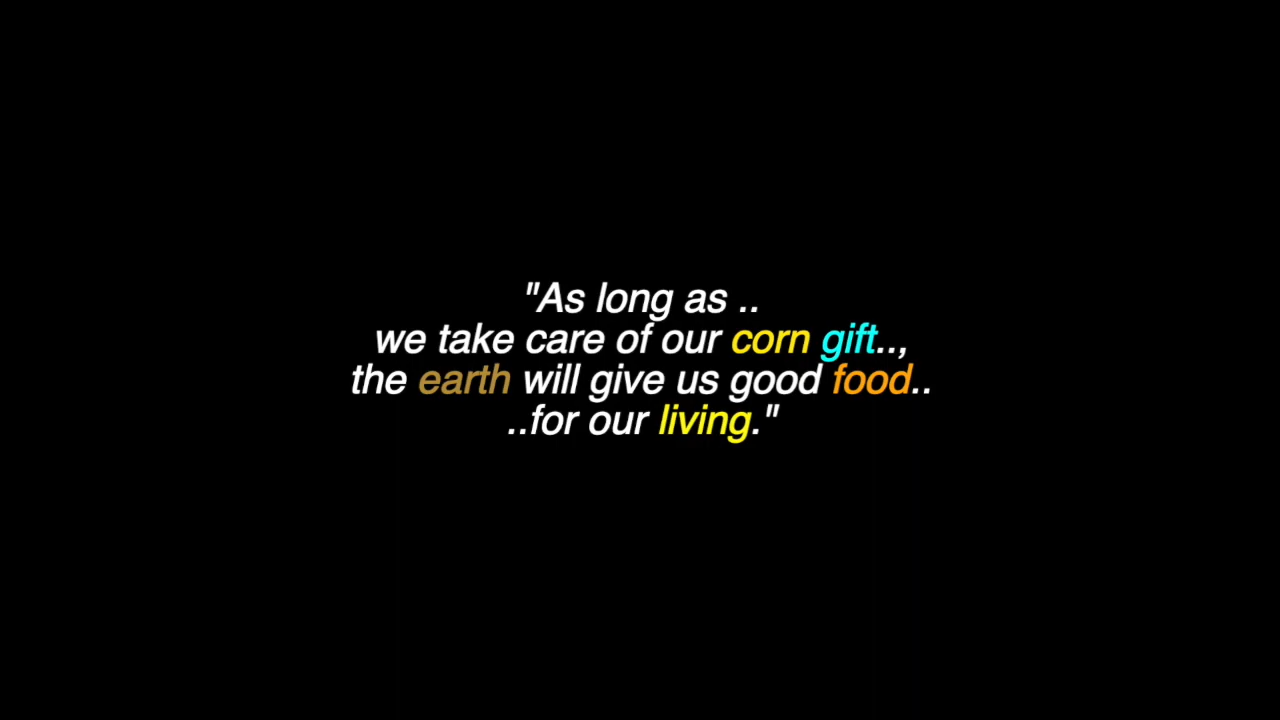 "As long as ..
we take care of our corn gift..,
the earth will give us good food..
..for our living."